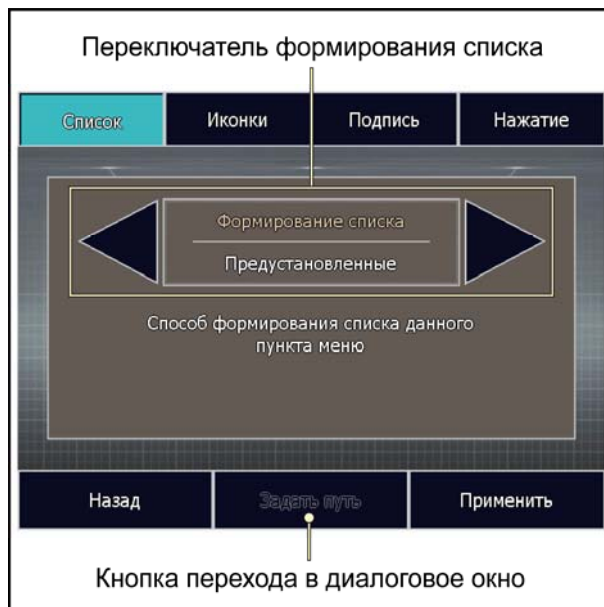 Переключатель формирования списка
Список Иконки Подпись Нажатие
Формирование списка
Предустановленные
Способ формирования списка данного
пункта меню
Назад Задать путь Применить
Кнопка перехода в диалоговое окно